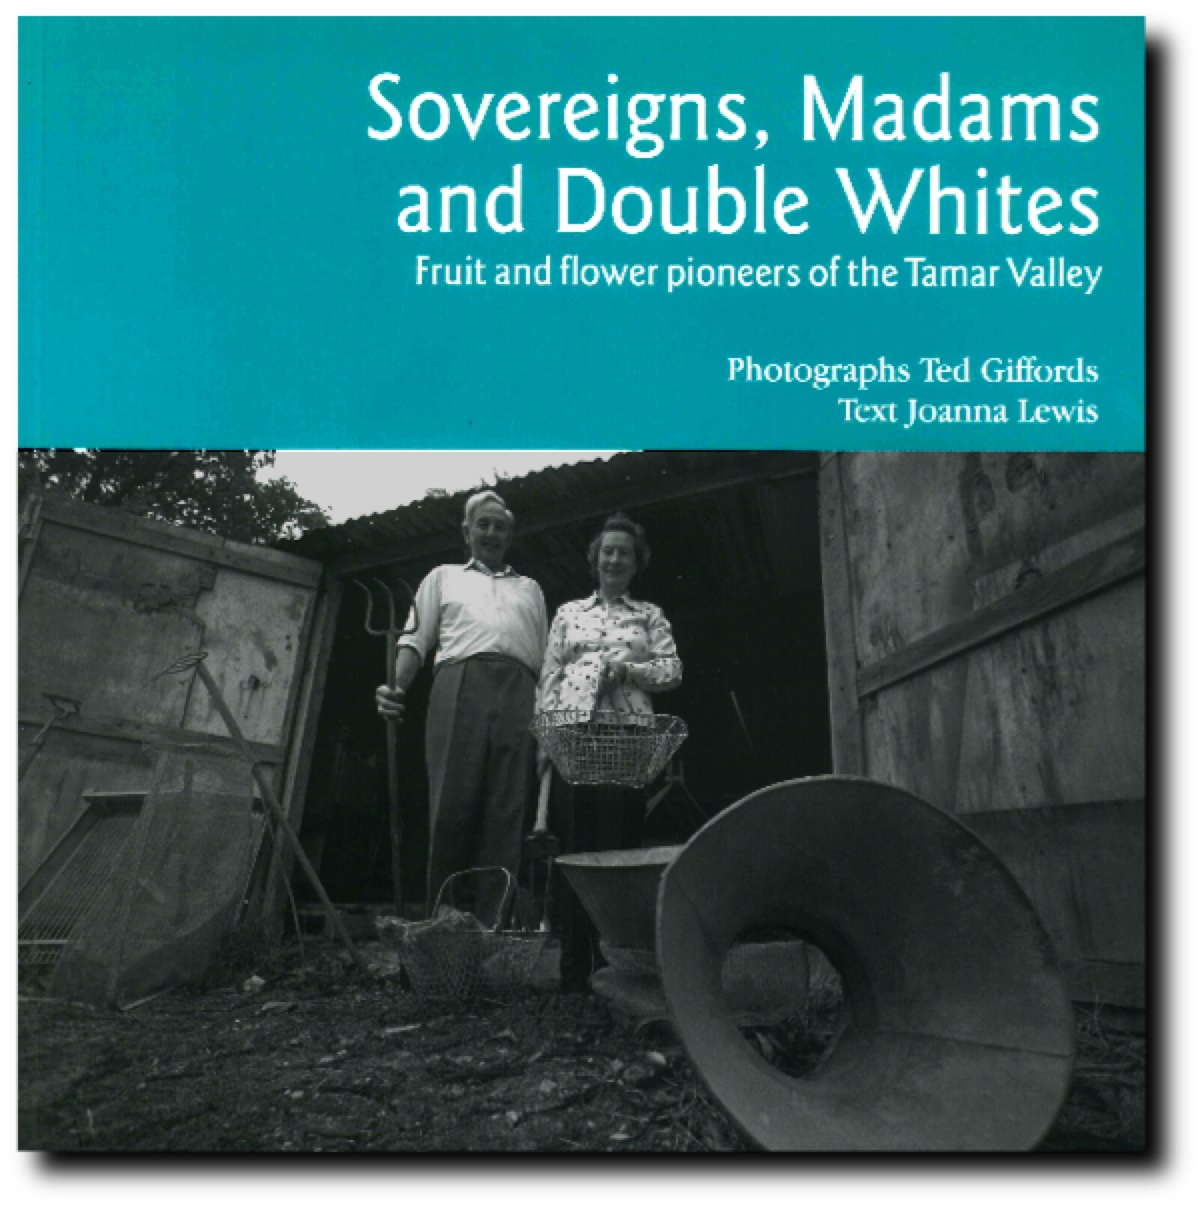 Sovereigns, Madams
and Double Whites
Fruit and flower pioneers of the Tamar Valley
Photographs Ted Giffords
Text Joanna Lewis